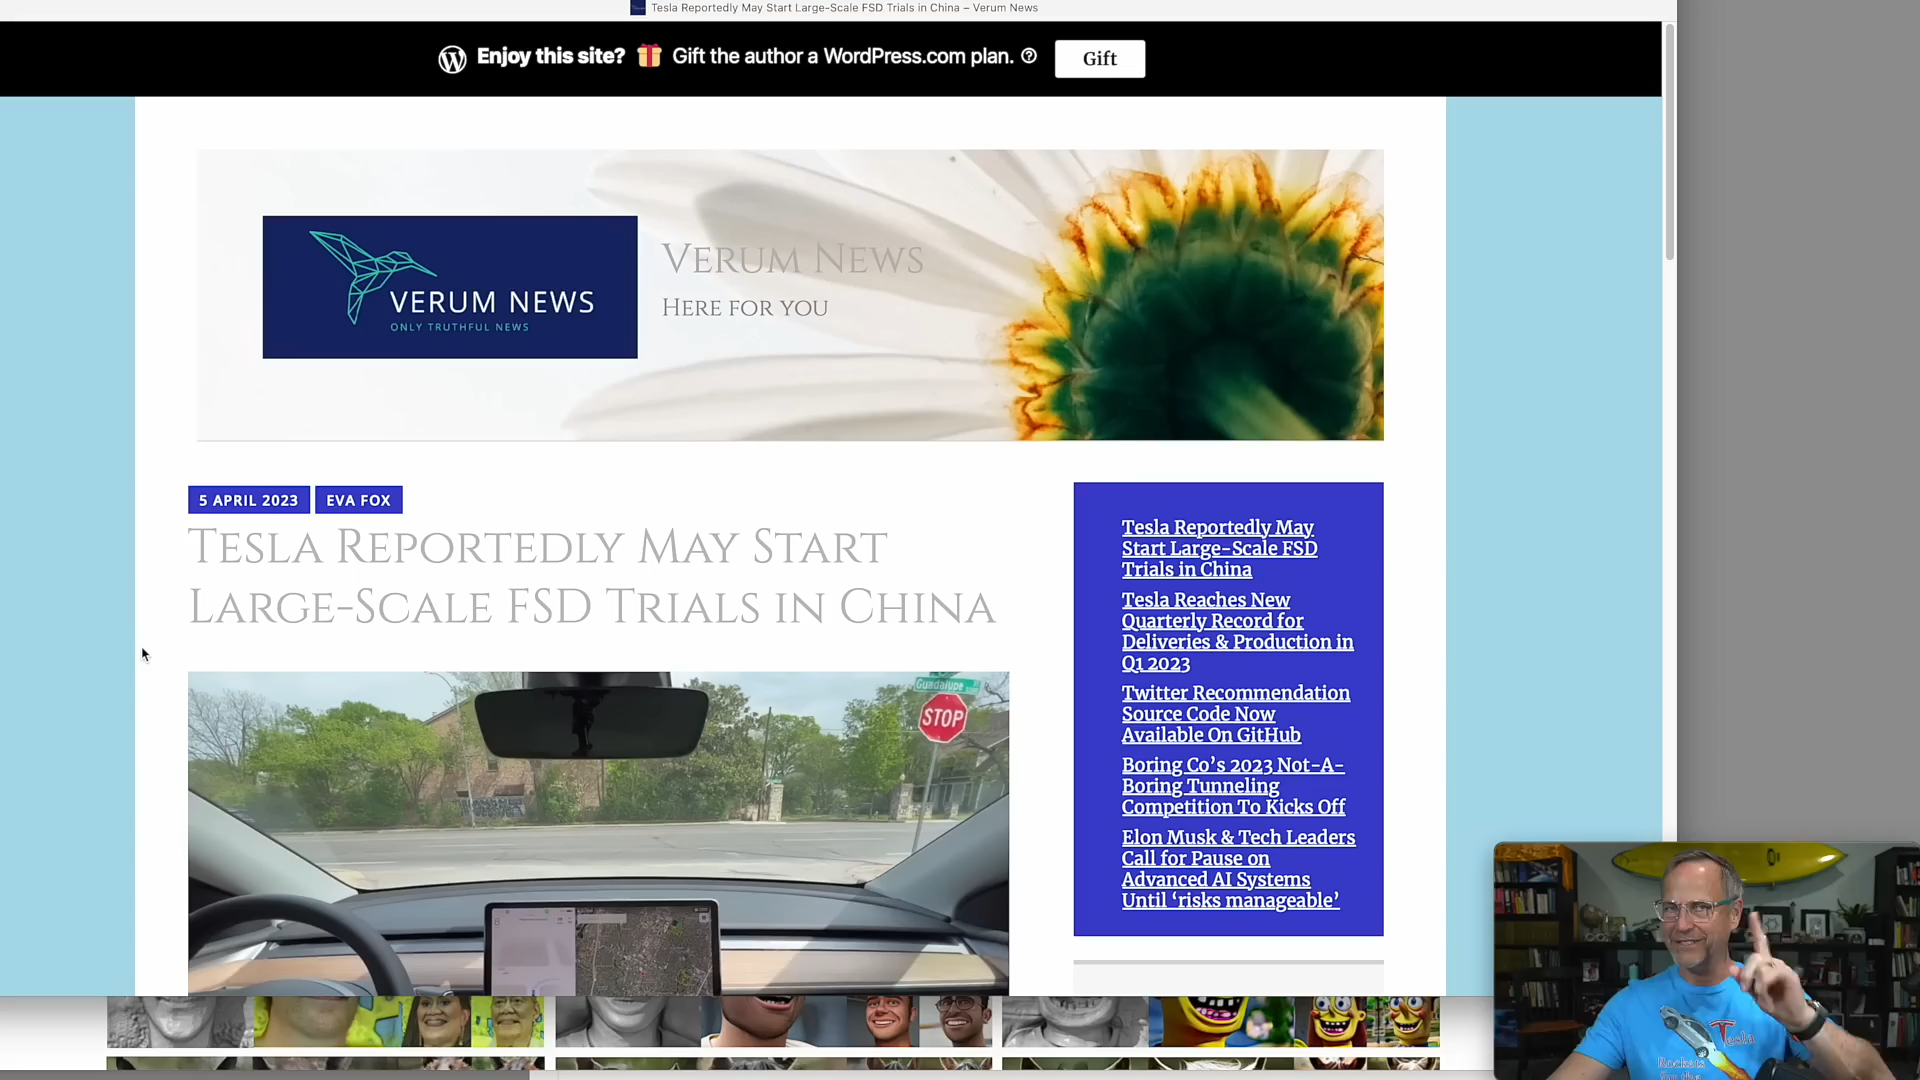 Tesla Reportedly May Start Large-Scale FSD Trials in China – Verum News
Enjoy this site? Gift the author a WordPress.com plan.
Gift
VERUM NEWS
ONLY TRUTHFUL NEWS
Verum News
Here for you
5 APRIL 2023
EVA FOX
Tesla Reportedly May Start
Large-Scale FSD Trials in China
Guadalupe
STOP
Tesla Reportedly May
Start Large-Scale FSD
Trials in China
Tesla Reaches New
Quarterly Record for
Deliveries & Production in
Q1 2023
Twitter Recommendation
Source Code Now
Available On GitHub
Boring Co’s 2023 Not-A-
Boring Tunneling
Competition To Kicks Off
Elon Musk & Tech Leaders
Call for Pause on
Advanced AI Systems
Until ‘risks manageable’
Tesla
Rockets